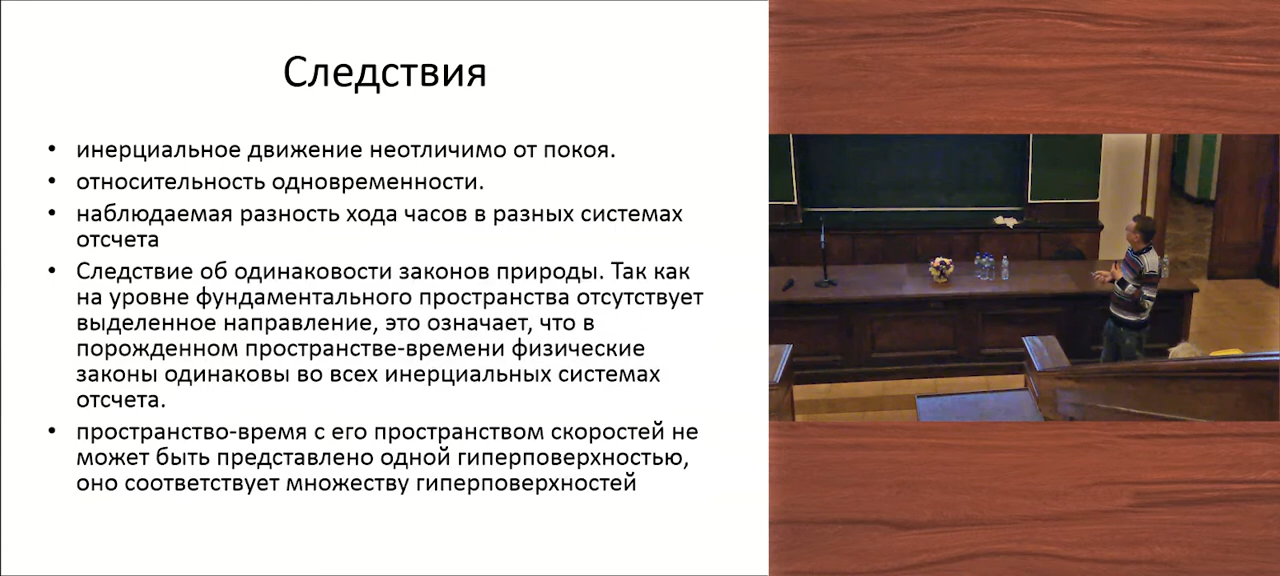 Следствия
• инерциальное движение неотличимо от покоя.
• относительность одновременности.
• наблюдаемая разность хода часов в разных системах
отсчета
• Следствие об одинаковости законов природы. Так как
на уровне фундаментального пространства отсутствует
выделенное направление, это означает, что в
порожденном пространстве-времени физические
законы одинаковы во всех инерциальных системах
отсчета.
• пространство-время с его пространством скоростей не
может быть представлено одной гиперповерхностью,
оно соответствует множеству гиперповерхностей